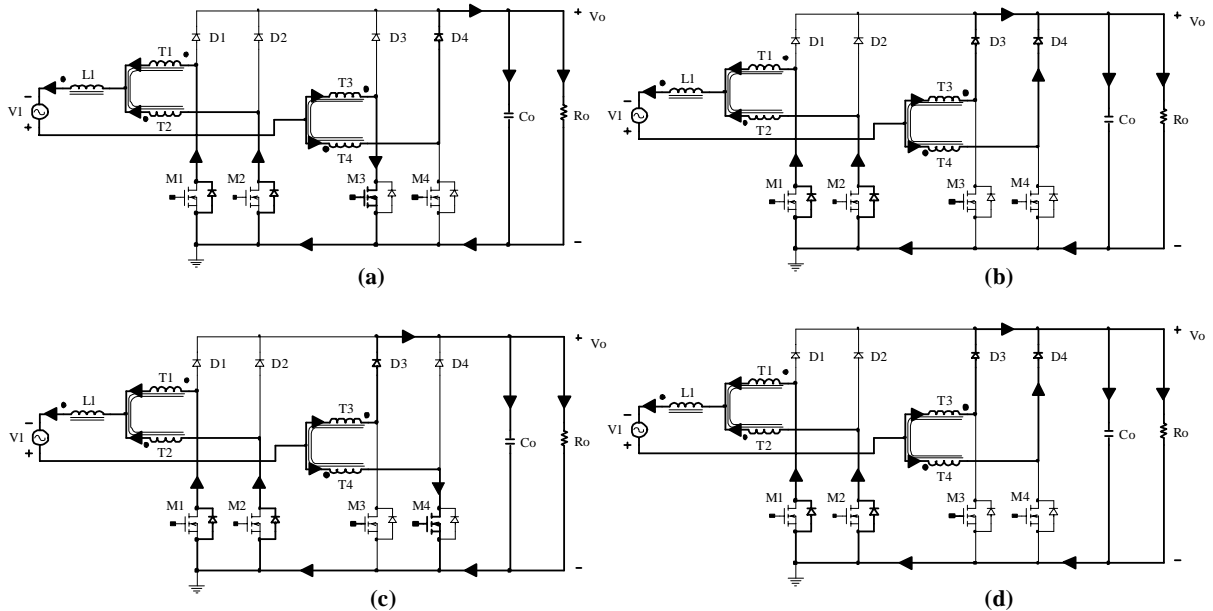 + Vo
D1 D2 D3 D4
T1
L1
T3
- V1 +
T2
T4
Co Ro
M1 M2 M3 M4
-
(a)
+ Vo
D1 D2 D3 D4
T1
L1
T3
- V1 +
T2
T4
Co Ro
M1 M2 M3 M4
-
(b)
+ Vo
D1 D2 D3 D4
T1
L1
T3
- V1 +
T2
T4
Co Ro
M1 M2 M3 M4
-
(c)
+ Vo
D1 D2 D3 D4
T1
L1
T3
- V1 +
T2
T4
Co Ro
M1 M2 M3 M4
-
(d)